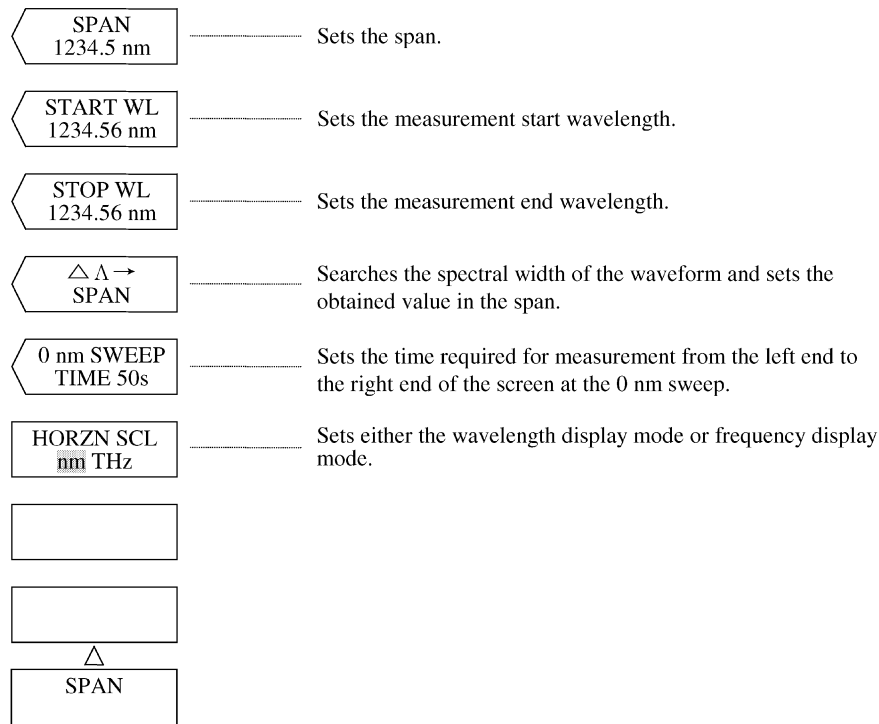 SPAN
1234.5 nm
Sets the span.
START WL
1234.56 nm
Sets the measurement start wavelength.
STOP WL
1234.56 nm
Sets the measurement end wavelength.
△ Λ→
SPAN
Searches the spectral width of the waveform and sets the
obtained value in the span.
0 nm SWEEP
TIME 50s
Sets the time required for measurement from the left end to
the right end of the screen at the 0 nm sweep.
HORZN SCL
nm THz
Sets either the wavelength display mode or frequency display
mode.
△
SPAN